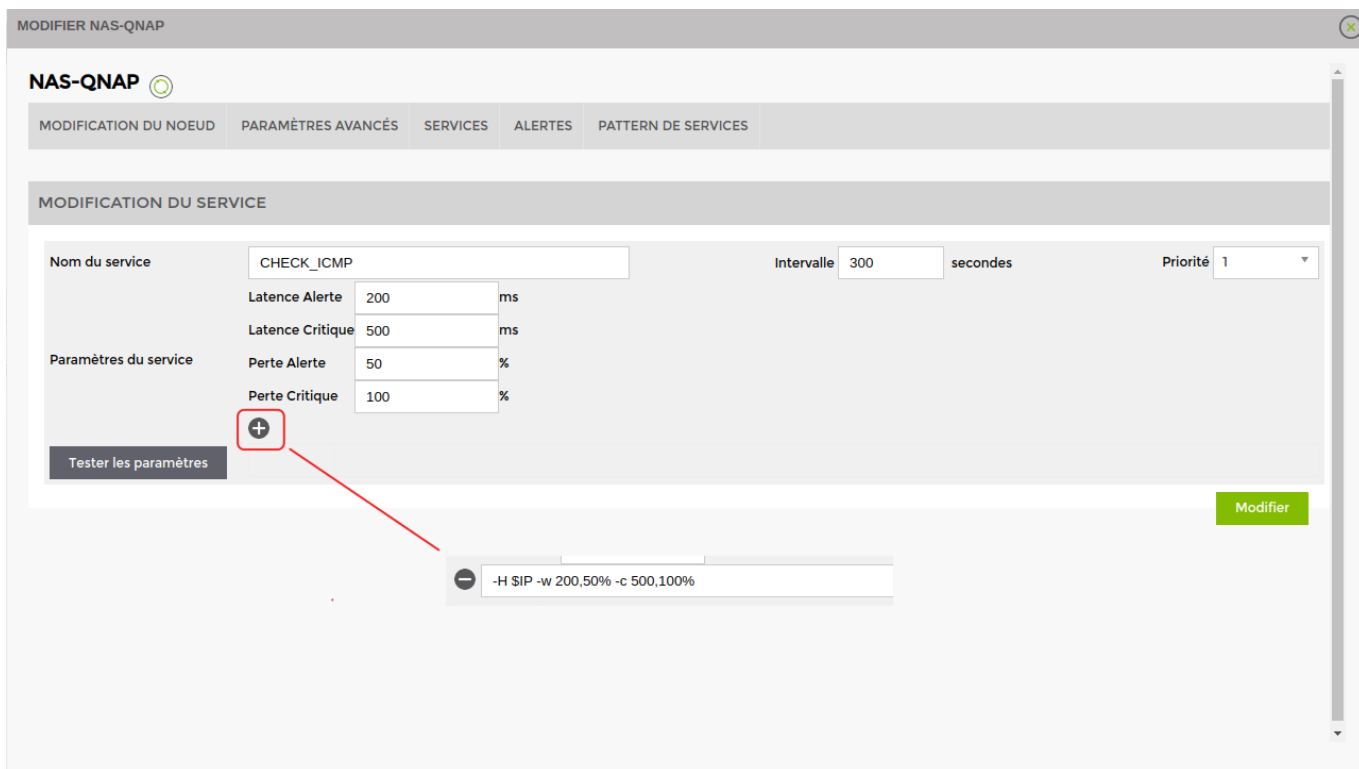 MODIFIER NAS-QNAP
NAS-QNAP
MODIFICATION DU NOEUD PARAMÈTRES AVANCÉS SERVICES ALERTES PATTERN DE SERVICES
MODIFICATION DU SERVICE
Nom du service CHECK_ICMP Intervalle 300 secondes Priorité 1
Latence Alerte 200 ms
Latence Critique 500 ms
Paramètres du service Perte Alerte 50 %
Perte Critique 100 %
Tester les paramètres
Modifier
-H $IP -w 200,50% -c 500,100%